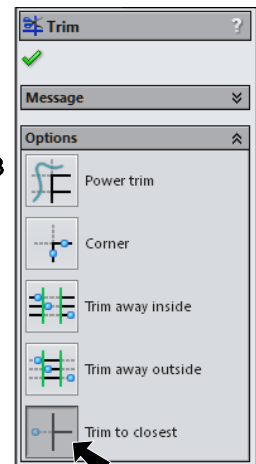 Trim ?
Message
Options
Power trim
Corner
Trim away inside
Trim away outside
Trim to closest